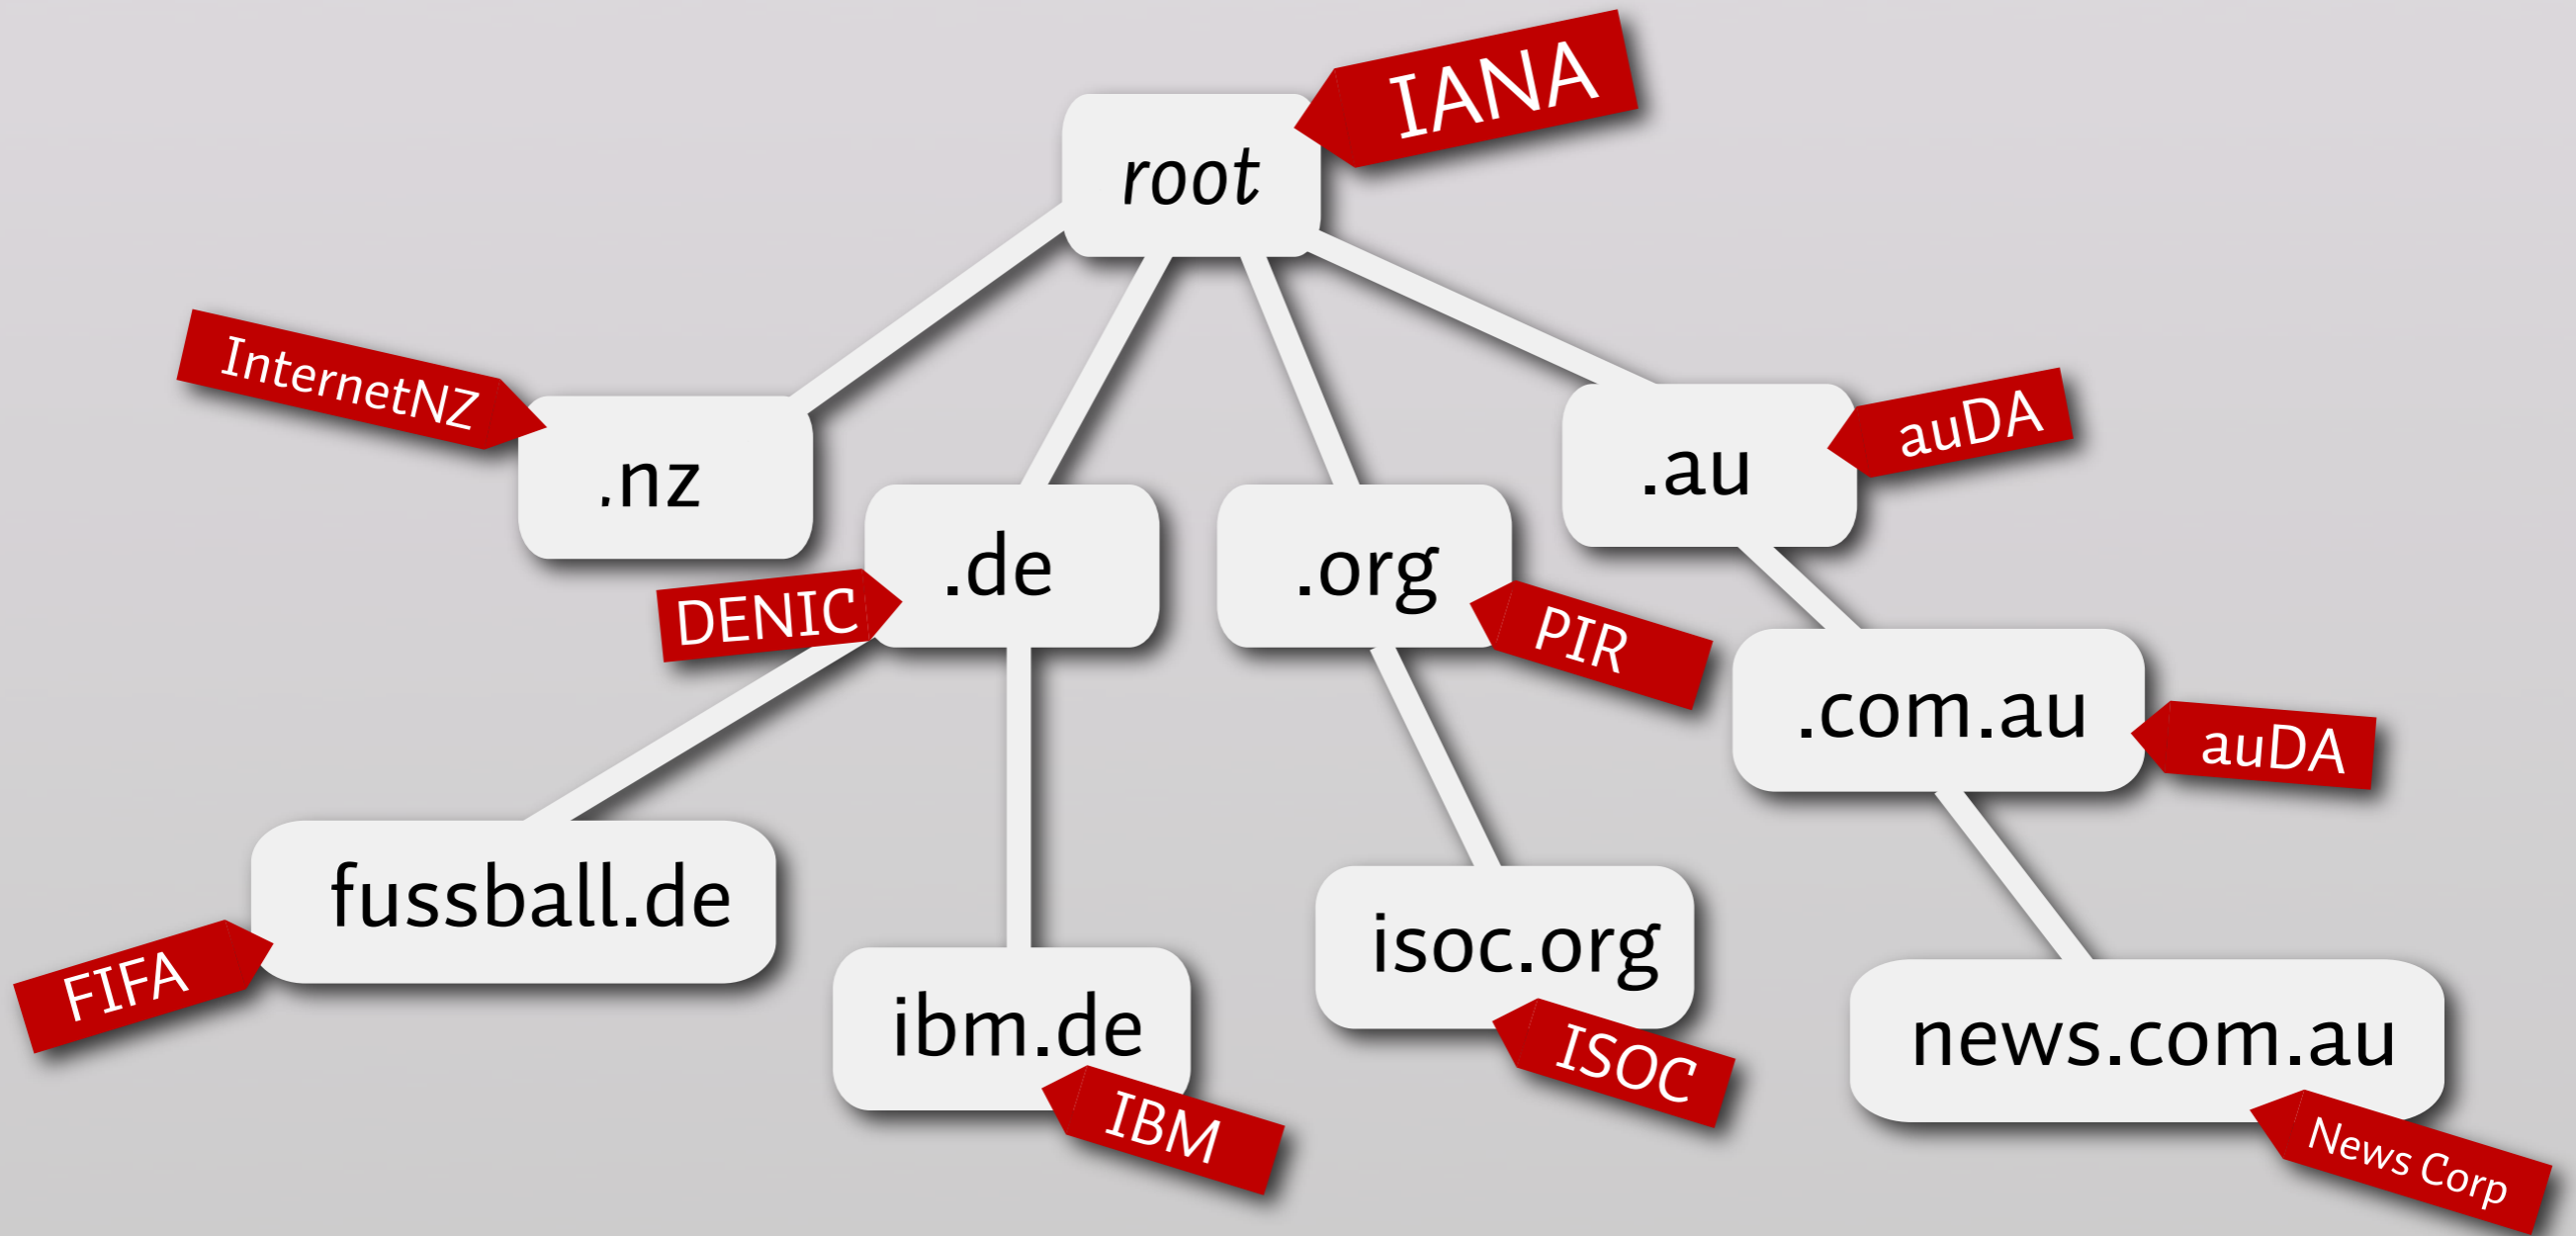 IANA
root
InternetNZ
.nz
auDA
.au
.de
DENIC
.org
PIR
.com.au
auDA
fussball.de
FIFA
isoc.org
ISOC
ibm.de
IBM
news.com.au
News Corp